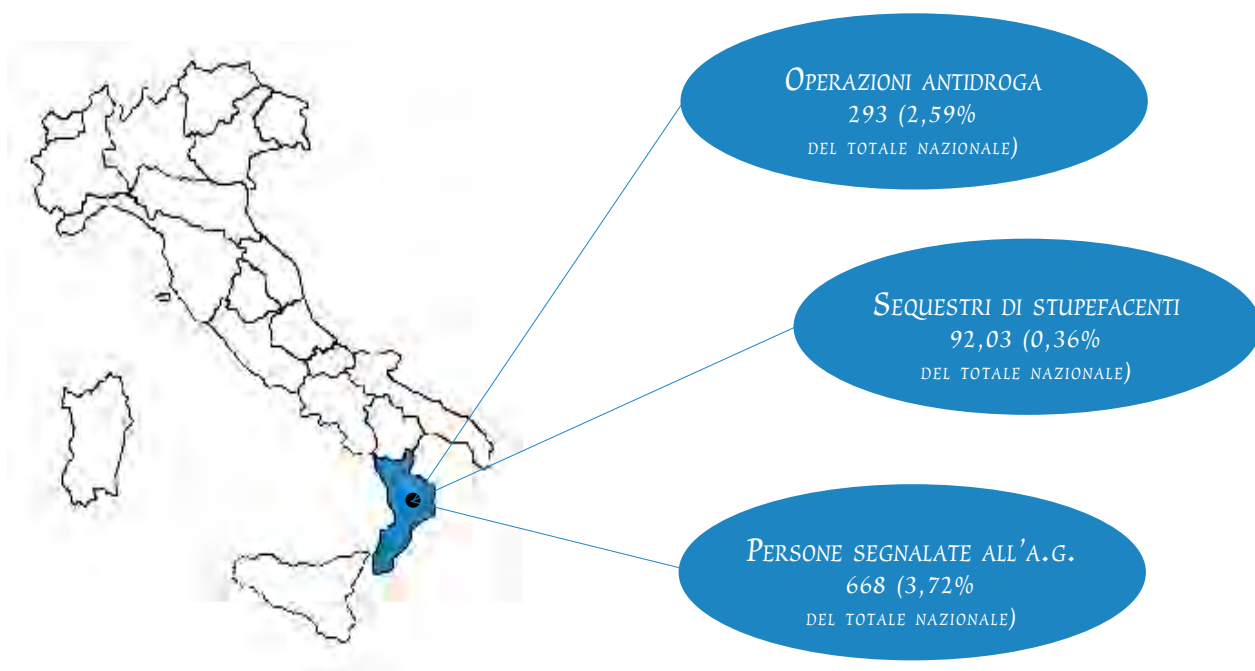 Operazioni antidroga
293 (2,59%
del totale nazionale)
Sequestri di stupefacenti
92,03 (0,36%
del totale nazionale)
Persone segnalate all'a.g.
668 (3,72%
del totale nazionale)